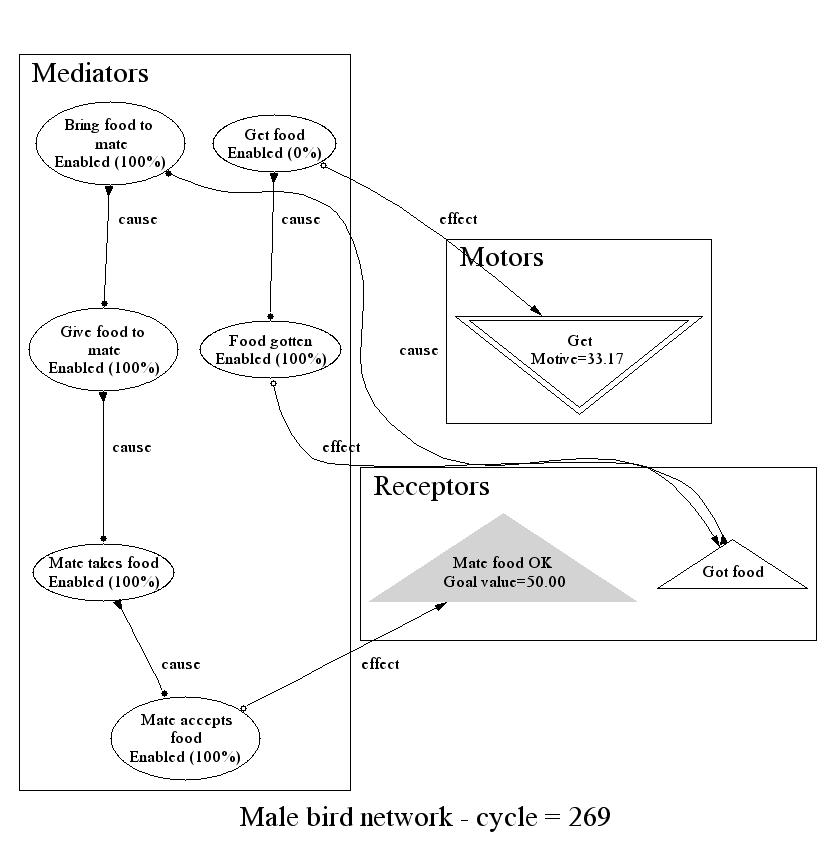 Mediators
Bring food to
mate
Enabled (100%)
Get food
Enabled (0%)
cause
cause
effect
Motors
Give food to
mate
Enabled (100%)
Food gotten
Enabled (100%)
cause
Get
Motive=33.17
cause
effect
Receptors
Mate takes food
Enabled (100%)
Mate food OK
Goal value=50.00
Got food
cause
effect
Mate accepts
food
Enabled (100%)
Male bird network - cycle = 269